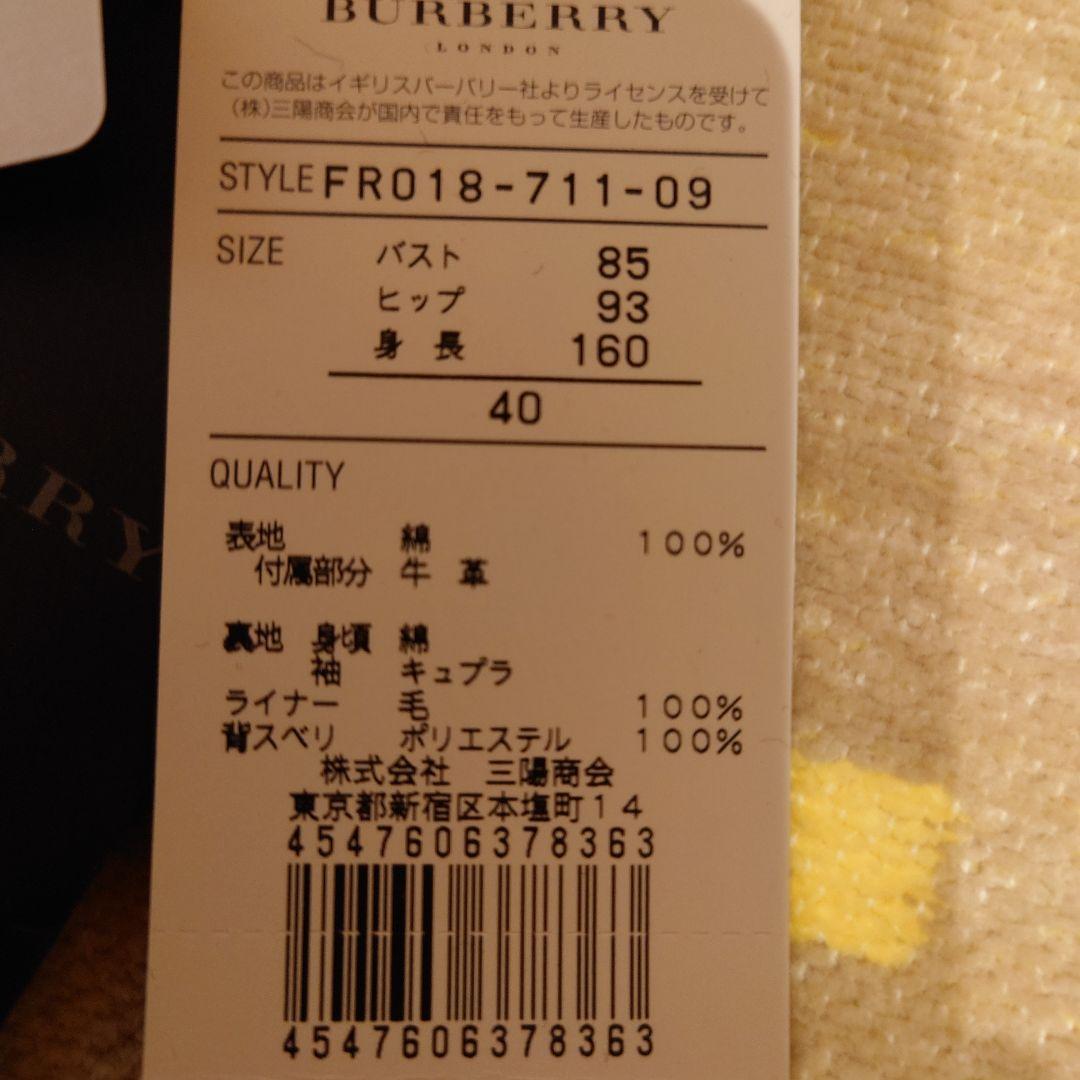 BURBERRY
LONDON
この商品はイギリスバーバリー社よりライセンスを受けて
(株)三陽商会が国内で責任をもって生産したものです。
STYLE FR018-711-09
SIZE バスト 85
ヒップ 93
身 長 160
40
QUALITY
表地 綿 100%
付属部分 牛 革
裏地 身頃 綿
袖 キュプラ
ライナー 毛 100%
背スベリ ポリエステル 100%
株式会社 三陽商会
東京都新宿区本塩町14
4547606378363
4547606378363
RRY